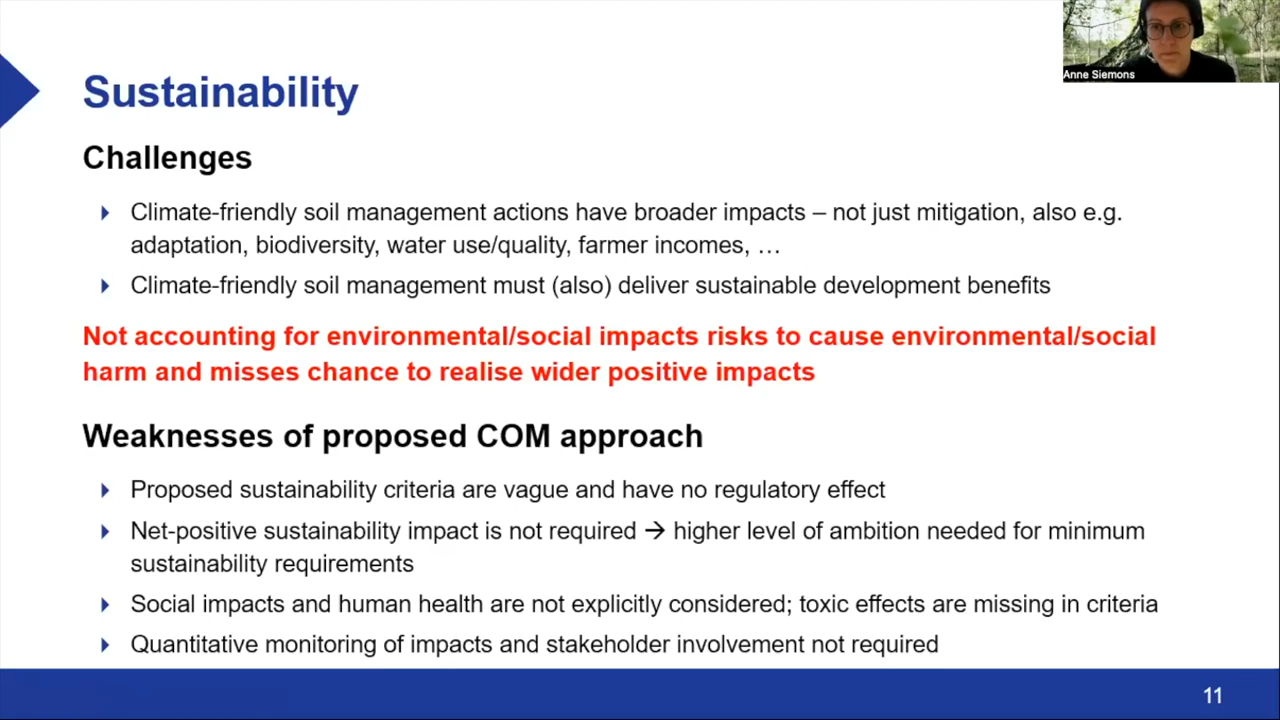 Anne Siemons
Sustainability
Challenges
Climate-friendly soil management actions have broader impacts – not just mitigation, also e.g.
adaptation, biodiversity, water use/quality, farmer incomes, …
Climate-friendly soil management must (also) deliver sustainable development benefits
Not accounting for environmental/social impacts risks to cause environmental/social
harm and misses chance to realise wider positive impacts
Weaknesses of proposed COM approach
Proposed sustainability criteria are vague and have no regulatory effect
Net-positive sustainability impact is not required → higher level of ambition needed for minimum
sustainability requirements
Social impacts and human health are not explicitly considered; toxic effects are missing in criteria
Quantitative monitoring of impacts and stakeholder involvement not required
11